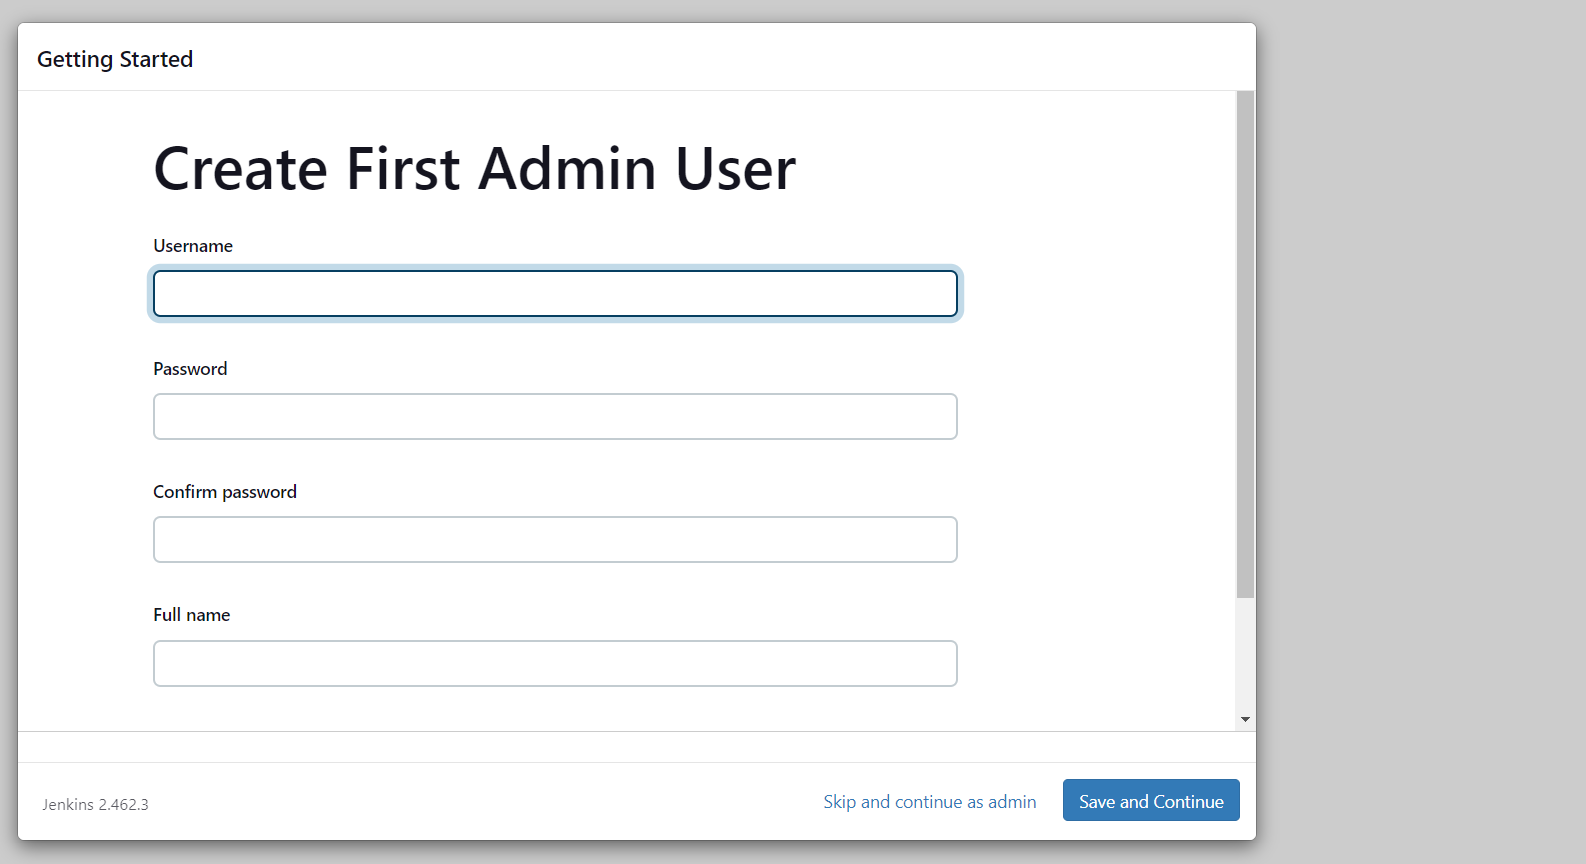 Getting Started
Create First Admin User
Username
Password
Confirm password
Full name
Jenkins 2.462.3
Skip and continue as admin
Save and Continue